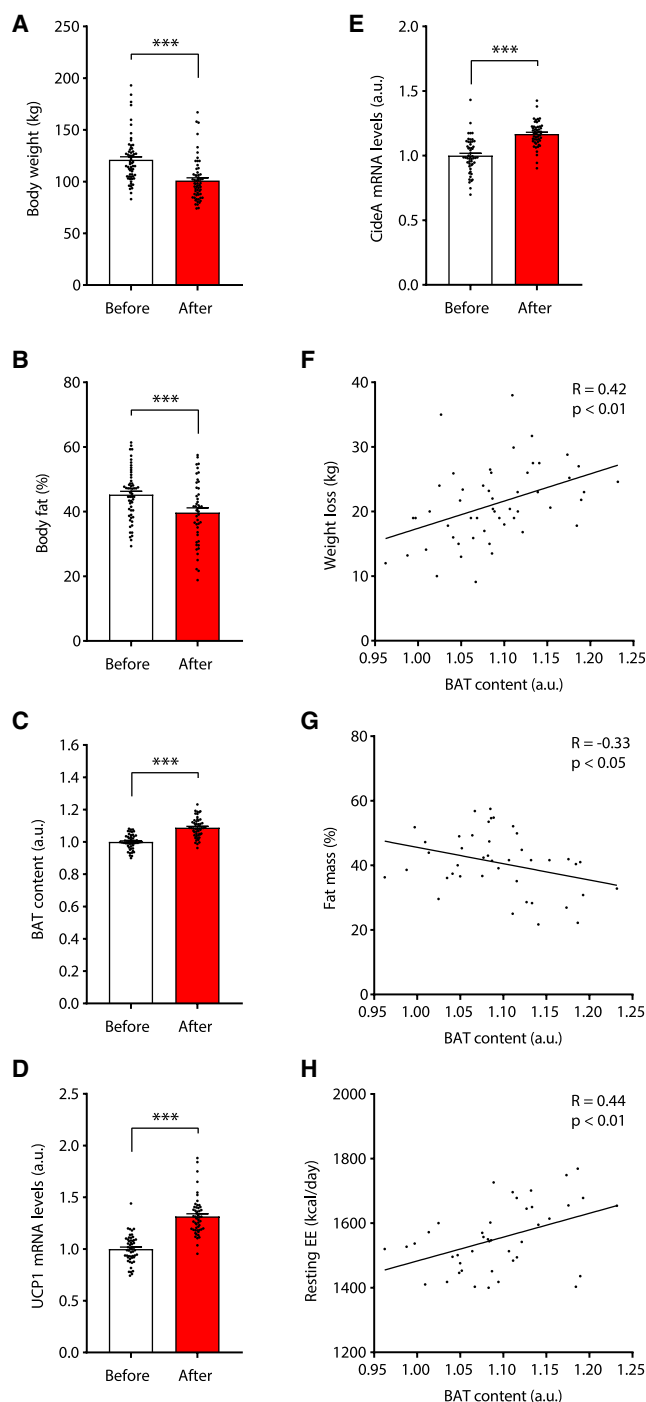 A
Body weight (kg)
250
200
150
100
50
0
***
Before After
B
Body fat (%)
80
60
40
20
0
***
Before After
C
BAT content (a.u.)
1.6
1.4
1.2
1.0
0.8
0.6
0.4
0.2
0.0
***
Before After
D
UCP1 mRNA levels (a.u.)
2.5
2.0
1.5
1.0
0.5
0.0
***
Before After
E
CideA mRNA levels (a.u.)
2.0
1.5
1.0
0.5
0.0
***
Before After
F
Weight loss (kg)
40
30
20
10
0
R = 0.42
p < 0.01
0.95 1.00 1.05 1.10 1.15 1.20 1.25
BAT content (a.u.)
G
Fat mass (%)
80
60
40
20
0
R = -0.33
p < 0.05
0.95 1.00 1.05 1.10 1.15 1.20 1.25
BAT content (a.u.)
H
Resting EE (kcal/day)
2000
1800
1600
1400
1200
R = 0.44
p < 0.01
0.95 1.00 1.05 1.10 1.15 1.20 1.25
BAT content (a.u.)